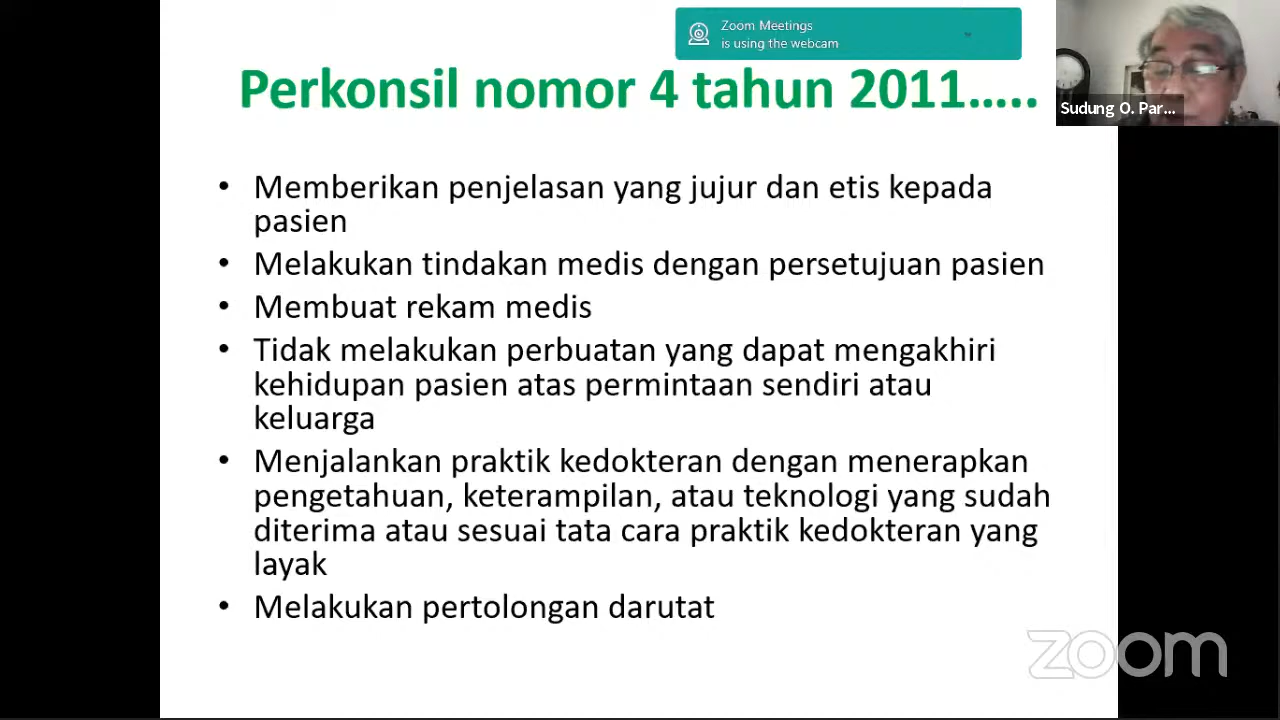 Zoom Meetings
is using the webcam
Perkonsil nomor 4 tahun 2011.....
Sudung O. Par...
• Memberikan penjelasan yang jujur dan etis kepada
pasien
• Melakukan tindakan medis dengan persetujuan pasien
• Membuat rekam medis
• Tidak melakukan perbuatan yang dapat mengakhiri
kehidupan pasien atas permintaan sendiri atau
keluarga
• Menjalankan praktik kedokteran dengan menerapkan
pengetahuan, keterampilan, atau teknologi yang sudah
diterima atau sesuai tata cara praktik kedokteran yang
layak
• Melakukan pertolongan darutat
zoom